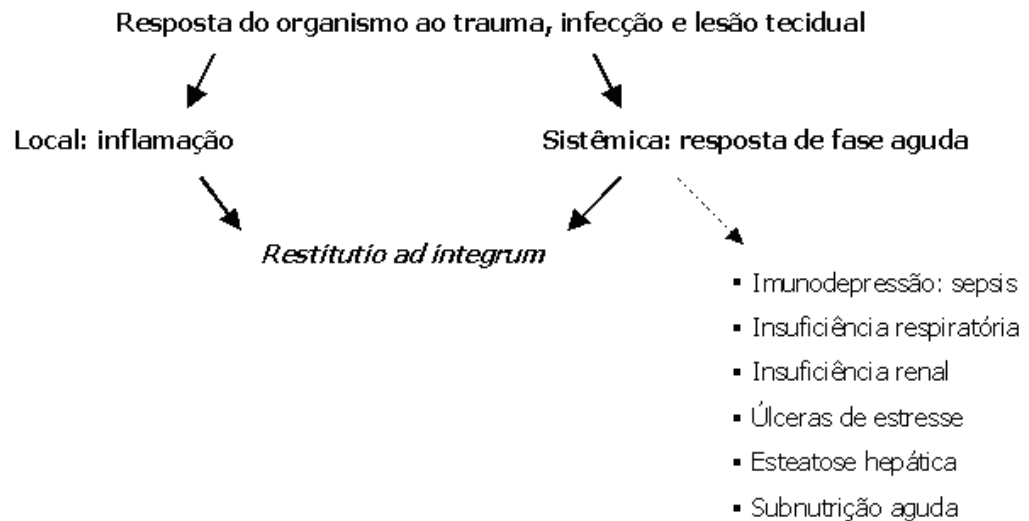 Resposta do organismo ao trauma, infecção e lesão tecidual
Local: inflamação
Sistêmica: resposta de fase aguda
Restitutio ad integrum
▪ Imunodepressão: sepsis
▪ Insuficiência respiratória
▪ Insuficiência renal
▪ Úlceras de estresse
▪ Esteatose hepática
▪ Subnutrição aguda